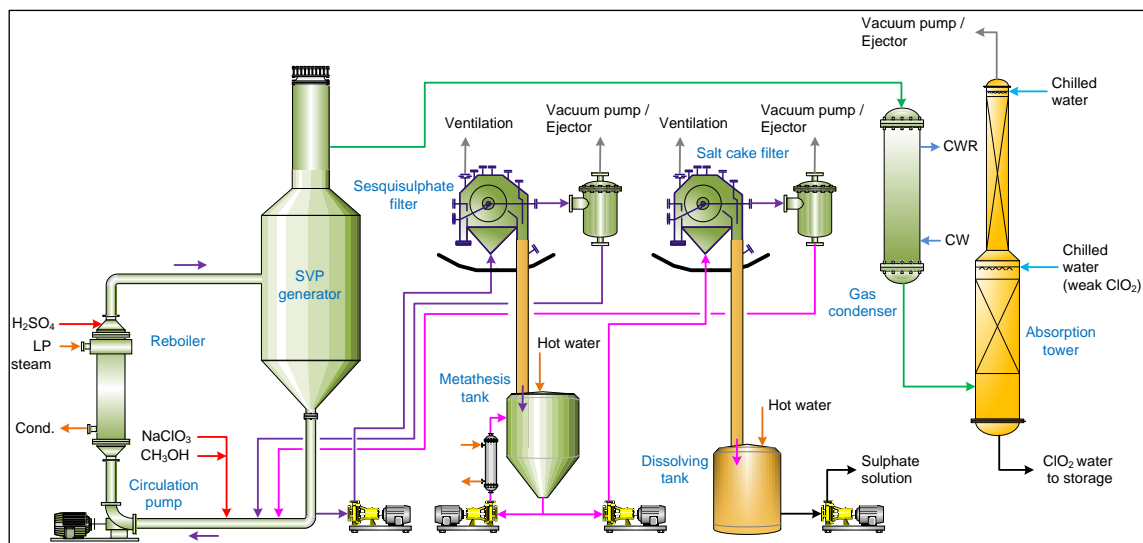 Vacuum pump /
Ejector
Chilled
water
Ventilation
Vacuum pump /
Ejector
Ventilation
Vacuum pump /
Ejector
Salt cake filter
CWR
Sesquisulphate
filter
CW
SVP
generator
Chilled
water
(weak ClO₂)
Gas
condenser
H₂SO₄
Reboiler
LP
steam
Absorption
tower
Hot water
Metathesis
tank
Hot water
Cond.
NaClO₃
CH₃OH
Dissolving
tank
Sulphate
solution
ClO₂ water
to storage
Circulation
pump